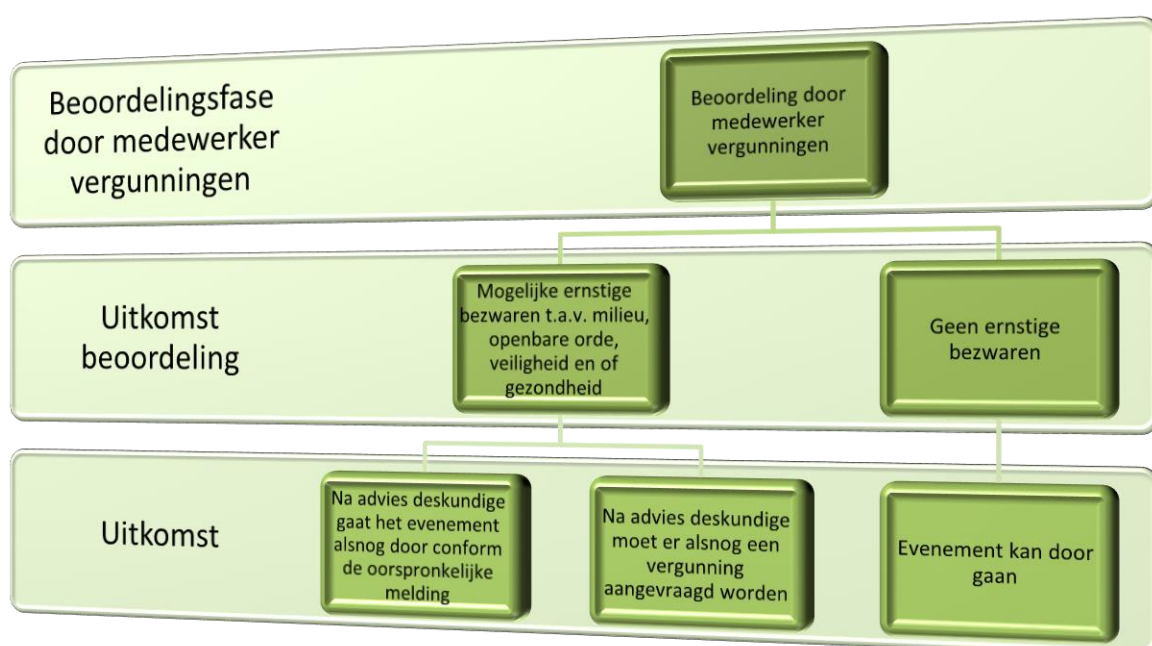 Beoordelingsfase
door medewerker
vergunningen
Beoordeling door
medewerker
vergunningen
Uitkomst
beoordeling
Mogelijke ernstige
bezwaren t.a.v. milieu,
openbare orde,
veiligheid en of
gezondheid
Geen ernstige
bezwaren
Uitkomst
Na advies deskundige
gaat het evenement
alsnog door conform
de oorspronkelijke
melding
Na advies deskundige
moet er alsnog een
vergunning
aangevraagd worden
Evenement kan door
gaan